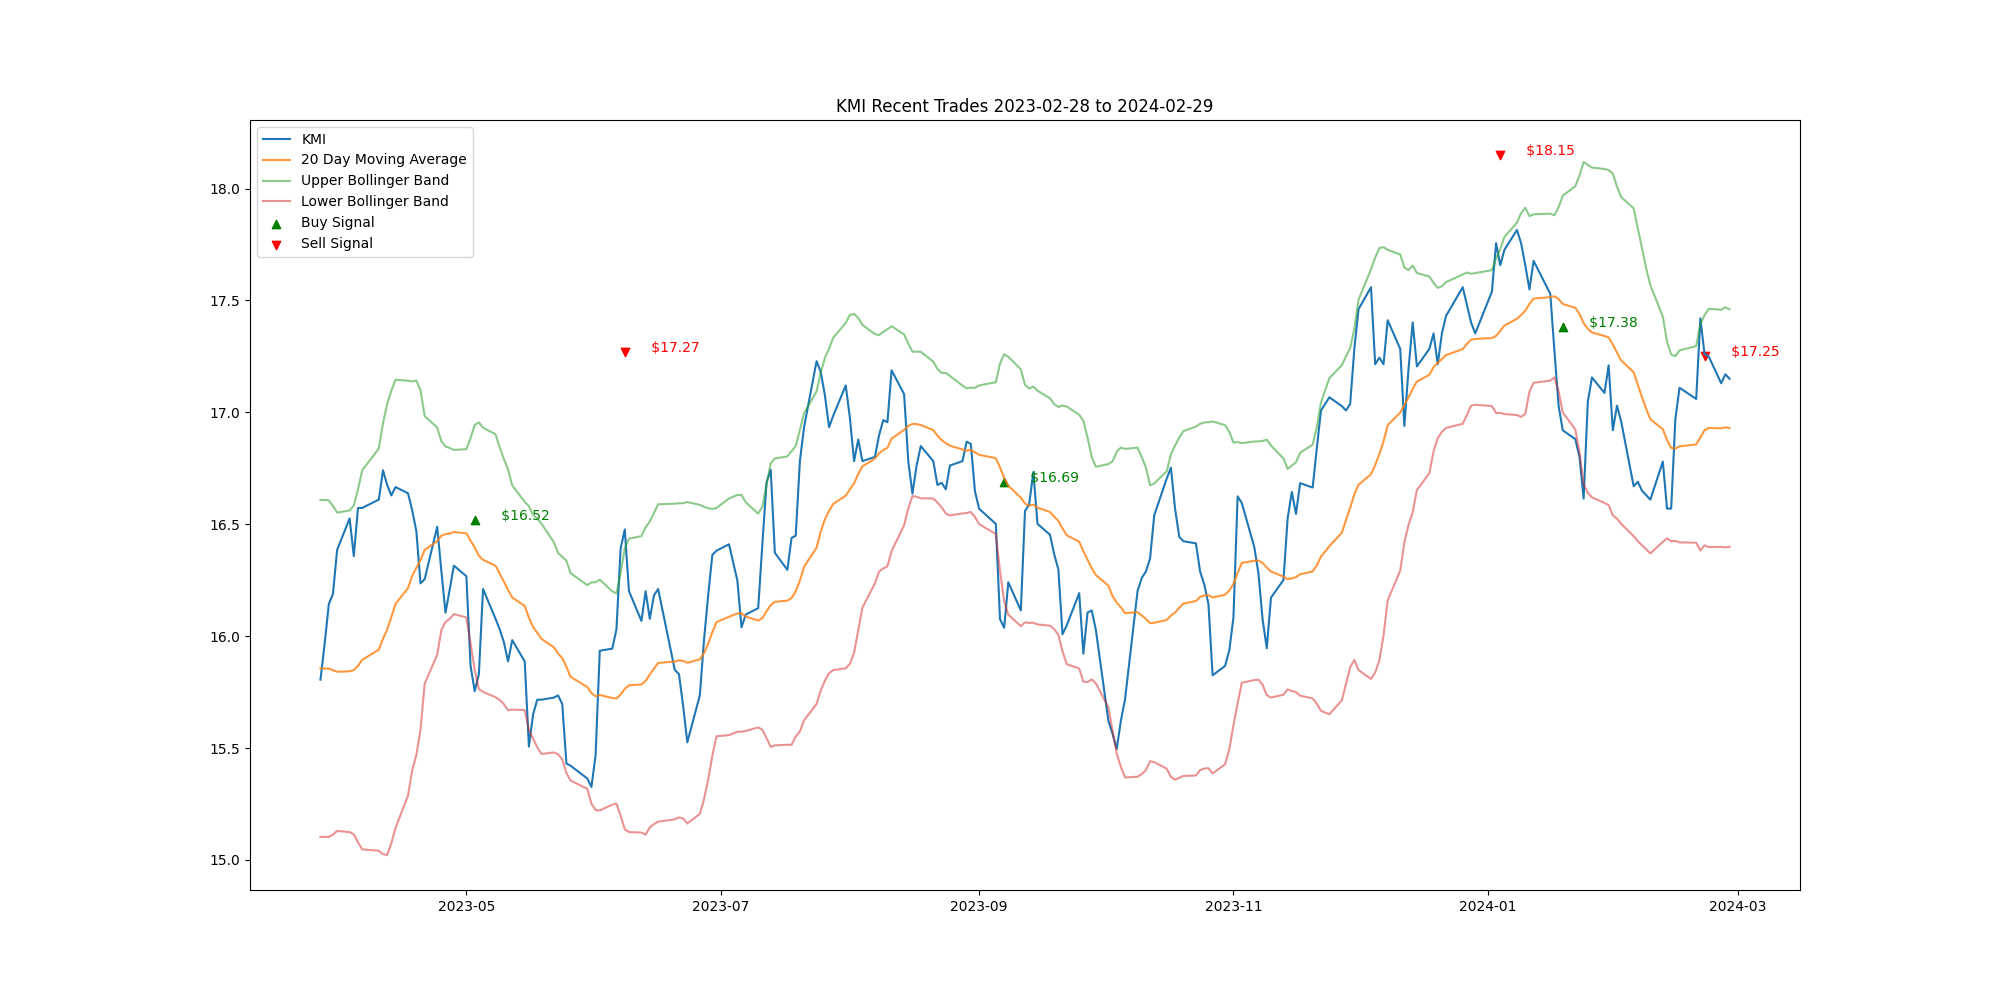 KMI Recent Trades 2023-02-28 to 2024-02-29
KMI
20 Day Moving Average
Upper Bollinger Band
Lower Bollinger Band
Buy Signal
Sell Signal
$18.15
$17.38
$17.27
$17.25
$16.69
$16.52
18.0
17.5
17.0
16.5
16.0
15.5
15.0
2023-05
2023-07
2023-09
2023-11
2024-01
2024-03